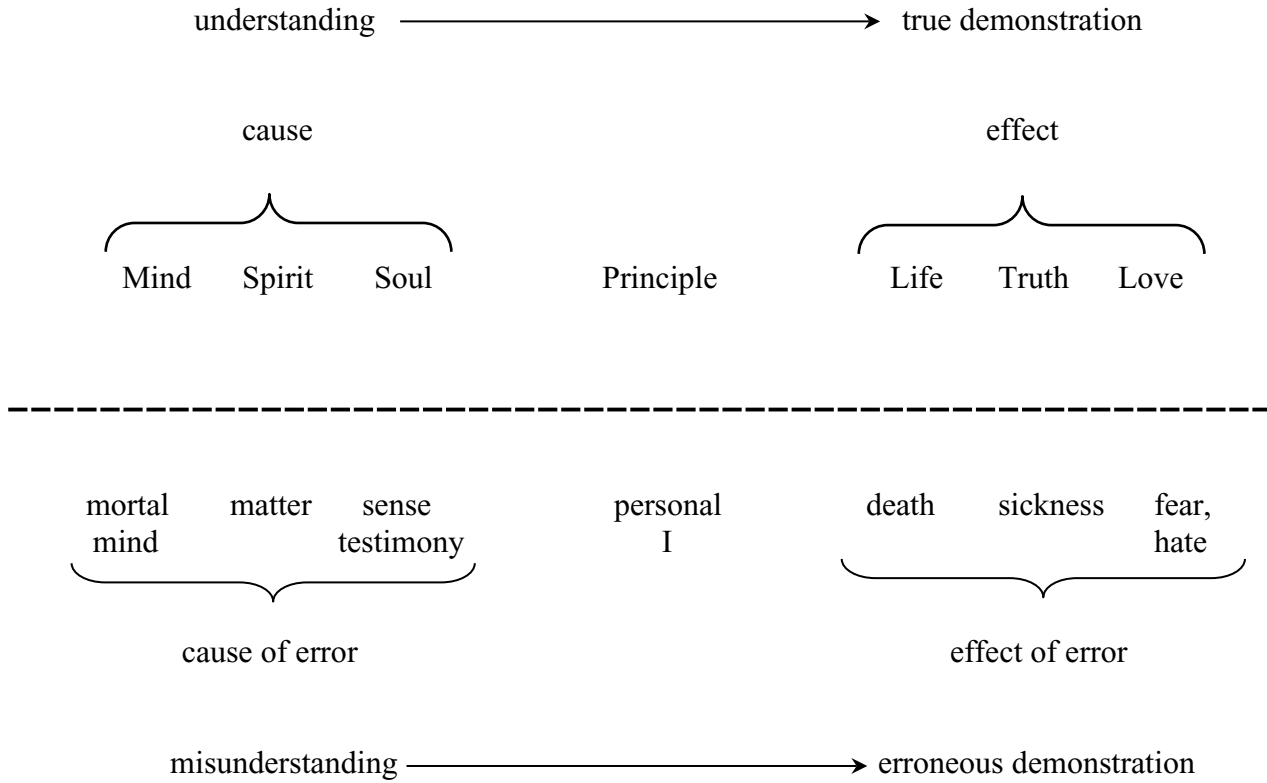 understanding true demonstration
cause effect
Mind Spirit Soul Principle Life Truth Love
mortal matter sense personal death sickness fear,
mind testimony I hate
cause of error effect of error
misunderstanding erroneous demonstration